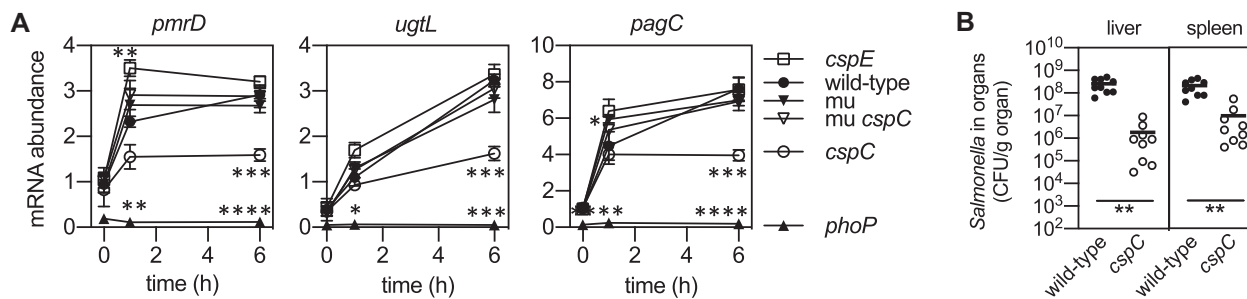 A
pmrD
ugtL
pagC
mRNA abundance
4
3
2
1
0
**
***
**
****
0 2 4 6
time (h)
4
3
2
1
0
***
*
***
0 2 4 6
time (h)
10
8
6
4
2
0
*
***
****
****
0 2 4 6
time (h)
cspE
wild-type
mu
mu cspC
cspC
phoP
B
liver
spleen
Salmonella in organs
(CFU/g organ)
10^10
10^9
10^8
10^7
10^6
10^5
10^4
10^3
10^2
**
**
wild-type
cspC
wild-type
cspC